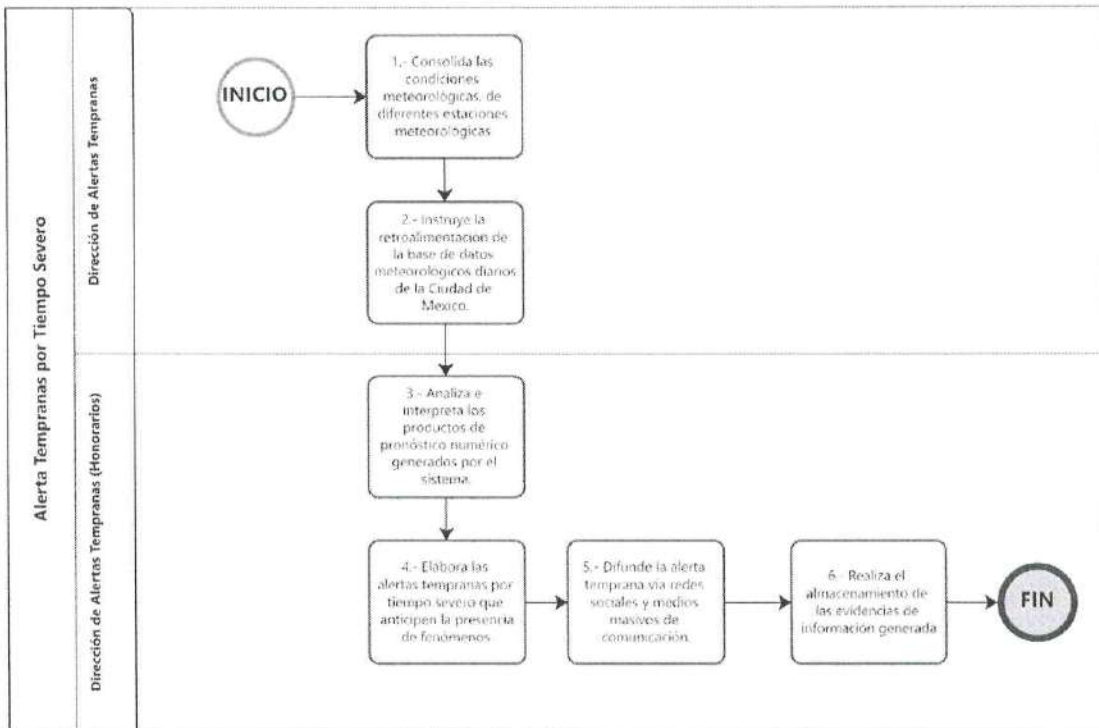 Alerta Tempranas por Tiempo Severo
Dirección de Alertas Tempranas
INICIO
1.- Consolida las
condiciones
meteorológicas, de
diferentes estaciones
meteorológicas
2.- Instruye la
retroalimentación de
la base de datos
meteorológicos diarios
de la Ciudad de
Mexico.
Dirección de Alertas Tempranas (Honorarios)
3.- Analiza e
interpreta los
productos de
pronóstico numérico
generados por el
sistema.
4.- Elabora las
alertas tempranas por
tiempo severo que
anticipen la presencia
de fenómenos
5.- Difunde la alerta
temprana vía redes
sociales y medios
masivos de
comunicación.
6.- Realiza el
almacenamiento de
las evidencias de
información generada
FIN